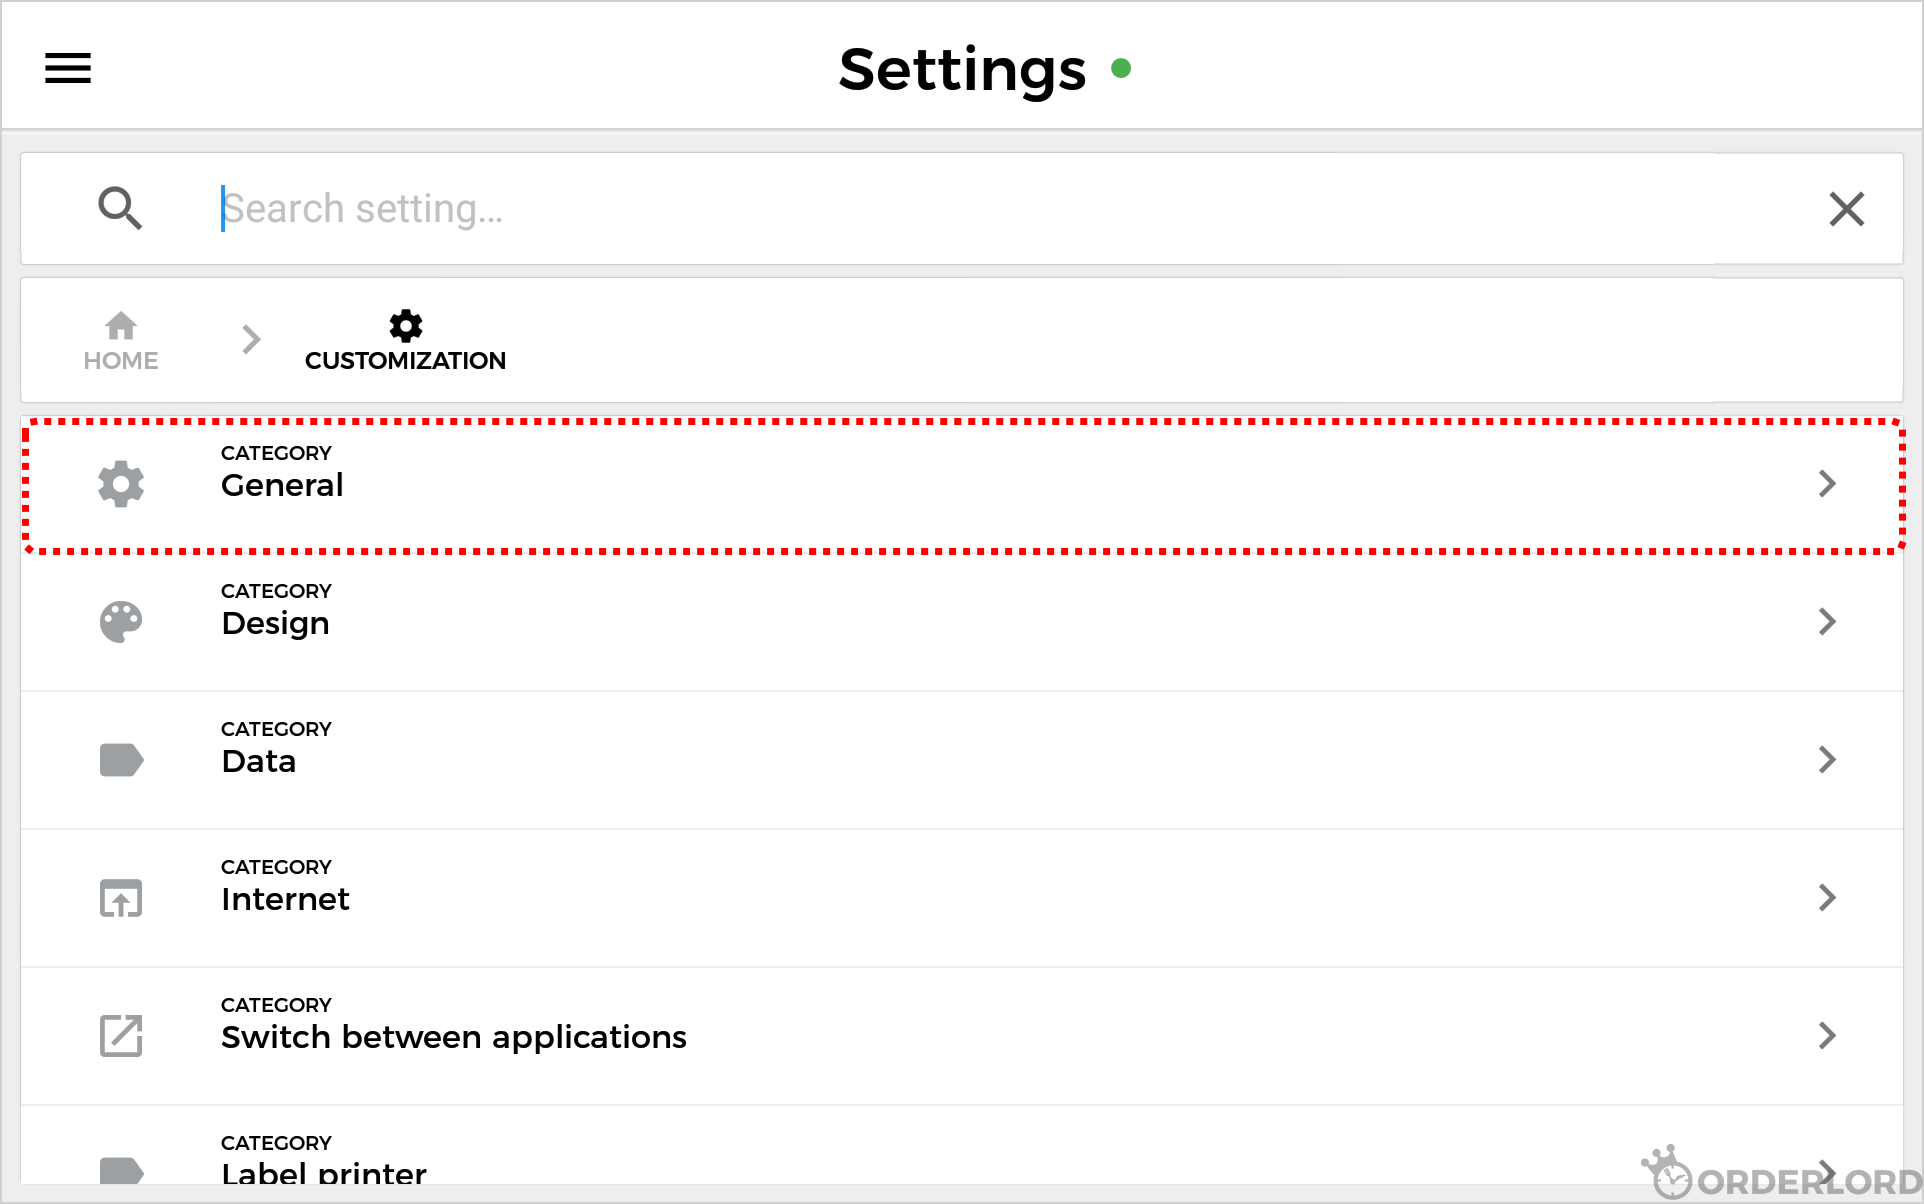 Settings
Search setting...
HOME
CUSTOMIZATION
CATEGORY
General
CATEGORY
Design
CATEGORY
Data
CATEGORY
Internet
CATEGORY
Switch between applications
CATEGORY
Label printer
ORDERLORD